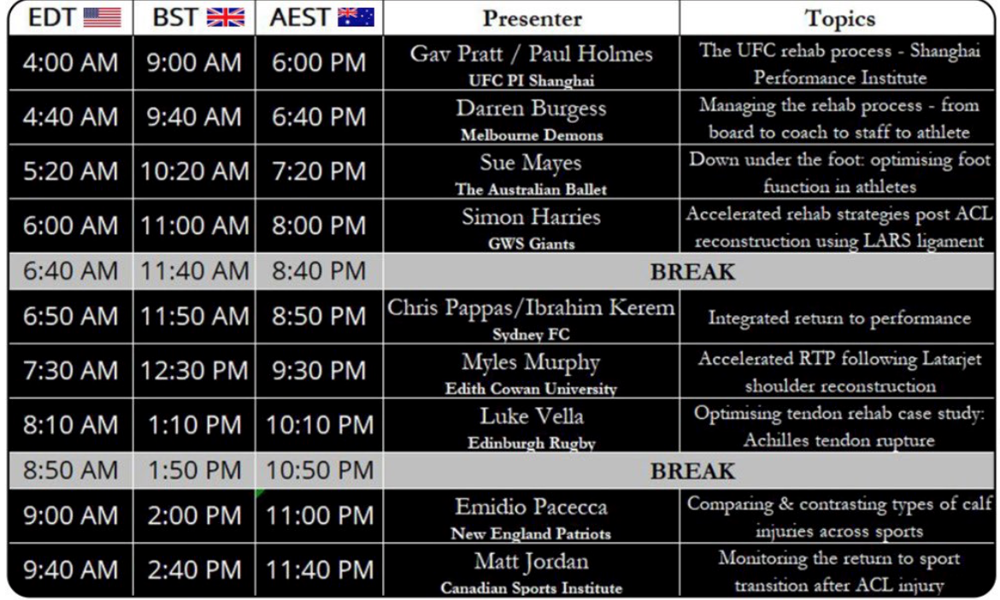 EDT BST AEST Presenter Topics
4:00 AM 9:00 AM 6:00 PM Gav Pratt / Paul Holmes The UFC rehab process - Shanghai
UFC PI Shanghai Performance Institute
4:40 AM 9:40 AM 6:40 PM Darren Burgess Managing the rehab process - from
Melbourne Demons board to coach to staff to athlete
5:20 AM 10:20 AM 7:20 PM Sue Mayes Down under the foot: optimising foot
The Australian Ballet function in athletes
6:00 AM 11:00 AM 8:00 PM Simon Harries Accelerated rehab strategies post ACL
GWS Giants reconstruction using LARS ligament
6:40 AM 11:40 AM 8:40 PM BREAK
6:50 AM 11:50 AM 8:50 PM Chris Pappas/Ibrahim Kerem Integrated return to performance
Sydney FC
7:30 AM 12:30 PM 9:30 PM Myles Murphy Accelerated RTP following Latarjet
Edith Cowan University shoulder reconstruction
8:10 AM 1:10 PM 10:10 PM Luke Vella Optimising tendon rehab case study:
Edinburgh Rugby Achilles tendon rupture
8:50 AM 1:50 PM 10:50 PM BREAK
9:00 AM 2:00 PM 11:00 PM Emidio Pacecca Comparing & contrasting types of calf
New England Patriots injuries across sports
9:40 AM 2:40 PM 11:40 PM Matt Jordan Monitoring the return to sport
Canadian Sports Institute transition after ACL injury